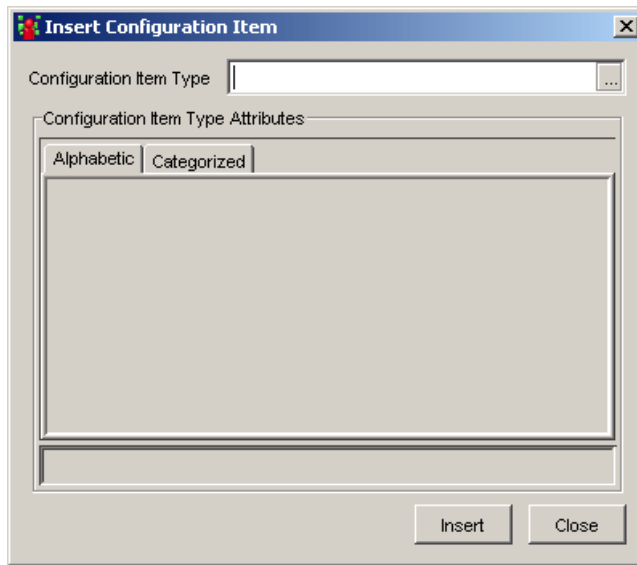 Insert Configuration Item
Configuration Item Type ...
Configuration Item Type Attributes
Alphabetic Categorized
Insert Close